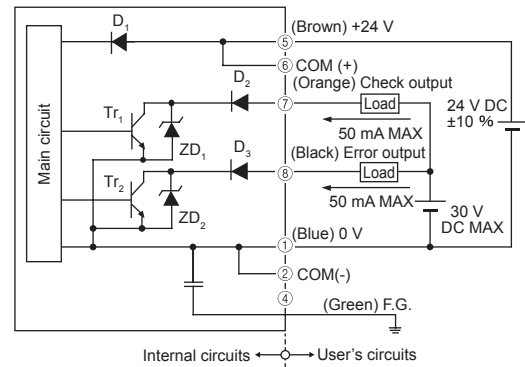 D1
(Brown) +24 V
5
6
COM (+)
D2
(Orange) Check output
7
Load
24 V DC
±10 %
Main circuit
Tr1
ZD1
50 mA MAX
D3
(Black) Error output
8
Load
Tr2
ZD2
50 mA MAX
30 V
DC MAX
(Blue) 0 V
1
2
COM(-)
4
(Green) F.G.
Internal circuits
User's circuits